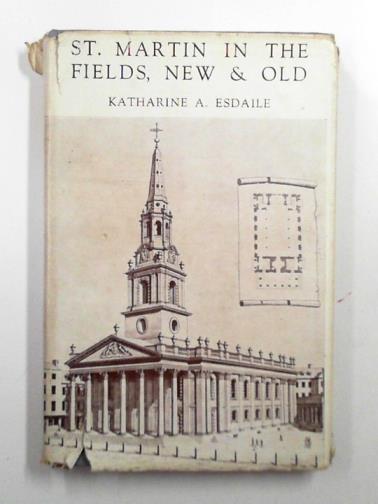 ST. MARTIN IN THE
FIELDS, NEW & OLD
KATHARINE A. ESDAILE